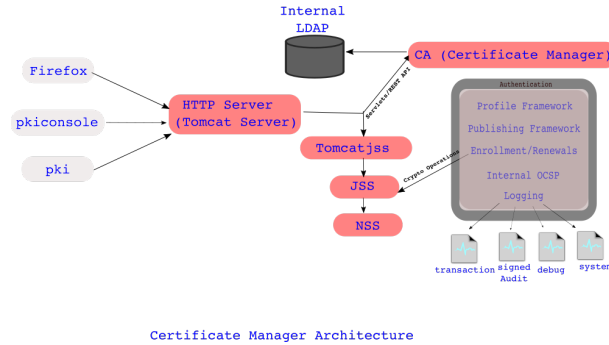 Internal
LDAP
CA (Certificate Manager)
Firefox
pkiconsole
pki
HTTP Server
(Tomcat Server)
Servlets/REST API
Tomcatjss
JSS
NSS
Crypto Operations
Authentication
Profile Framework
Publishing Framework
Enrollment/Renewals
Internal OCSP
Logging
transaction
signed
Audit
debug
system
Certificate Manager Architecture